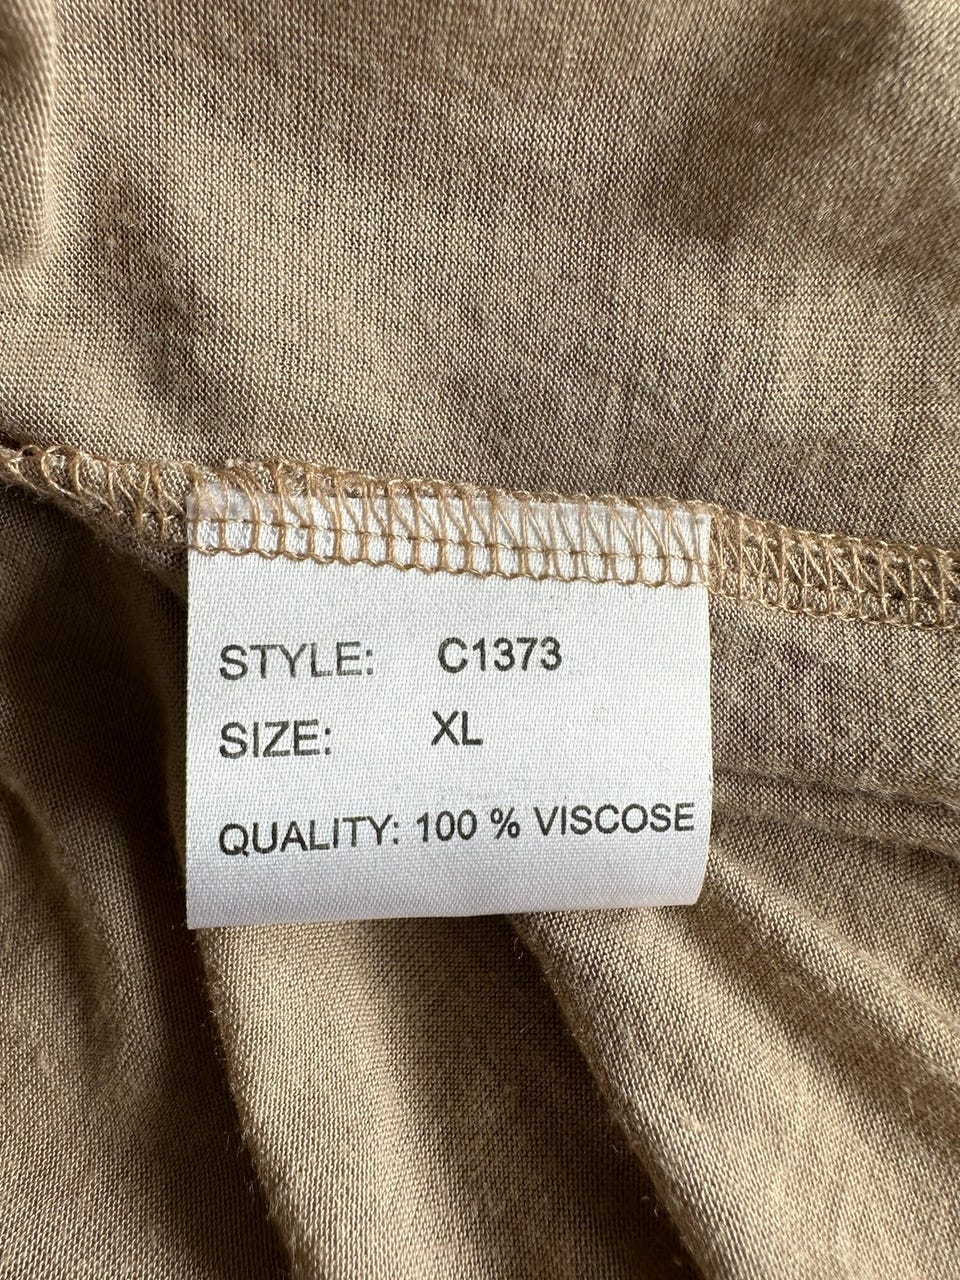 STYLE: C1373
SIZE: XL
QUALITY: 100 % VISCOSE